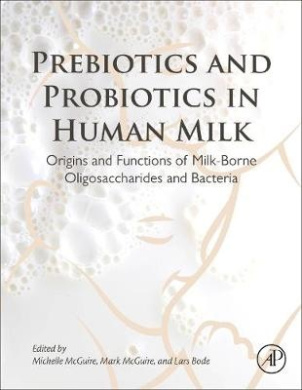 PREBIOTICS AND
PROBIOTICS IN
HUMAN MILK
Origins and Functions of Milk-Borne
Oligosaccharides and Bacteria
Edited by
Michelle McGuire, Mark McGuire, and Lars Bode
AP